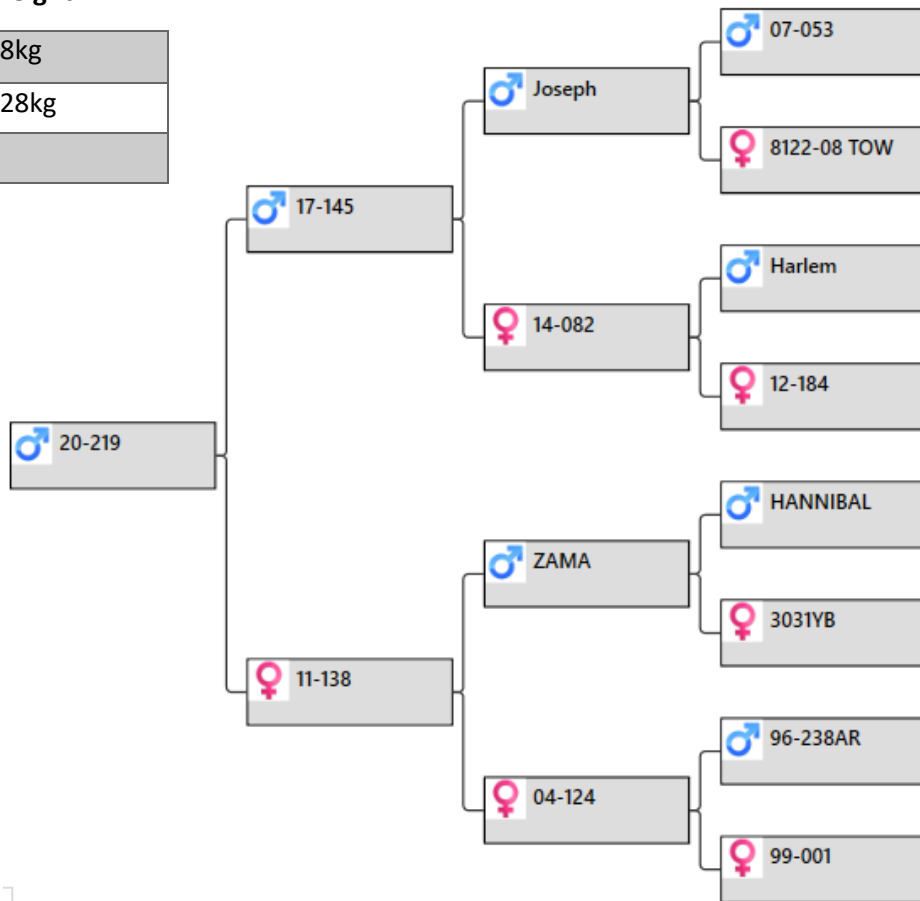 8kg
28kg
20-219
17-145
11-138
Joseph
14-082
ZAMA
04-124
07-053
8122-08 TOW
Harlem
12-184
HANNIBAL
3031YB
96-238AR
99-001